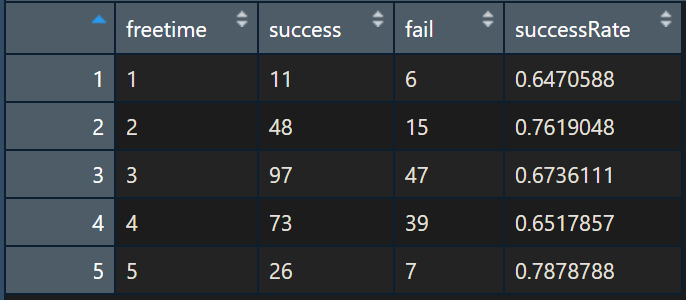 freetime success fail successRate
1 1 11 6 0.6470588
2 2 48 15 0.7619048
3 3 97 47 0.6736111
4 4 73 39 0.6517857
5 5 26 7 0.7878788